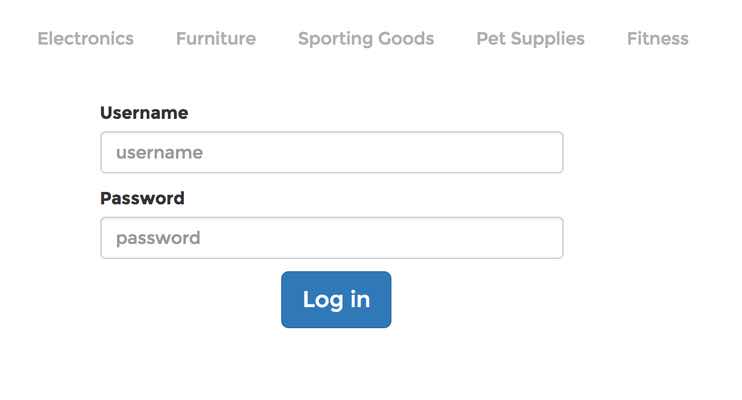 Electronics Furniture Sporting Goods Pet Supplies Fitness
Username
username
Password
password
Log in